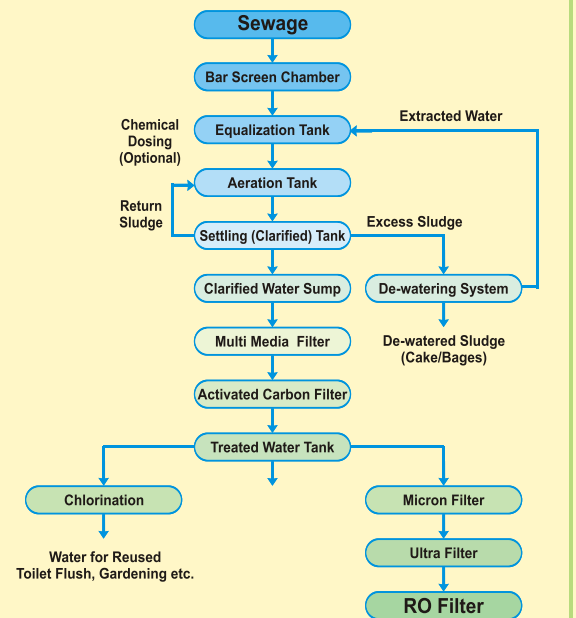 Sewage
Bar Screen Chamber
Extracted Water
Chemical
Dosing
(Optional)
Equalization Tank
Aeration Tank
Return
Sludge
Excess Sludge
Settling (Clarified) Tank
Clarified Water Sump
De-watering System
Multi Media Filter
De-watered Sludge
(Cake/Bages)
Activated Carbon Filter
Treated Water Tank
Chlorination
Micron Filter
Water for Reused
Toilet Flush, Gardening etc.
Ultra Filter
RO Filter